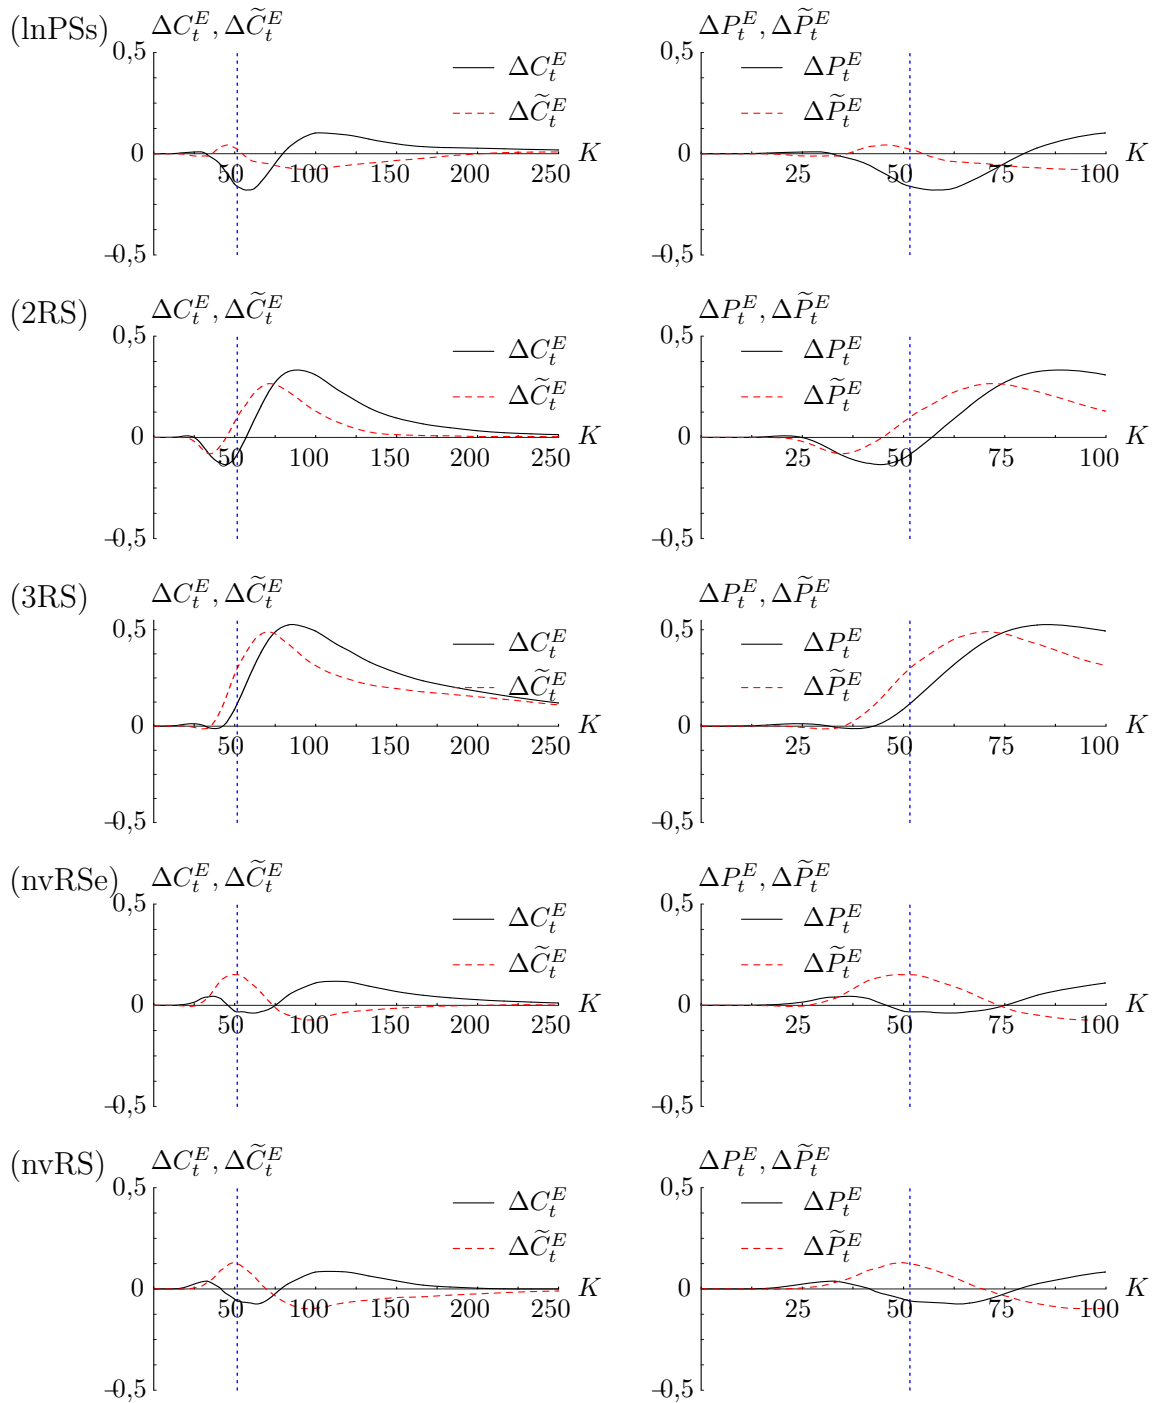 (lnPSs) ΔC_t^E, ΔC̃_t^E ΔP_t^E, ΔP̃_t^E
0,5 ΔC_t^E 0,5 ΔP_t^E
ΔC̃_t^E ΔP̃_t^E
0 K 0 K
50 100 150 200 250 25 50 75 100
–0,5 –0,5
(2RS) ΔC_t^E, ΔC̃_t^E ΔP_t^E, ΔP̃_t^E
0,5 ΔC_t^E 0,5 ΔP_t^E
ΔC̃_t^E ΔP̃_t^E
0 K 0 K
50 100 150 200 250 25 50 75 100
–0,5 –0,5
(3RS) ΔC_t^E, ΔC̃_t^E ΔP_t^E, ΔP̃_t^E
0,5 ΔC_t^E 0,5 ΔP_t^E
ΔC̃_t^E ΔP̃_t^E
0 K 0 K
50 100 150 200 250 25 50 75 100
–0,5 –0,5
(nvRSe) ΔC_t^E, ΔC̃_t^E ΔP_t^E, ΔP̃_t^E
0,5 ΔC_t^E 0,5 ΔP_t^E
ΔC̃_t^E ΔP̃_t^E
0 K 0 K
50 100 150 200 250 25 50 75 100
–0,5 –0,5
(nvRS) ΔC_t^E, ΔC̃_t^E ΔP_t^E, ΔP̃_t^E
0,5 ΔC_t^E 0,5 ΔP_t^E
ΔC̃_t^E ΔP̃_t^E
0 K 0 K
50 100 150 200 250 25 50 75 100
–0,5 –0,5